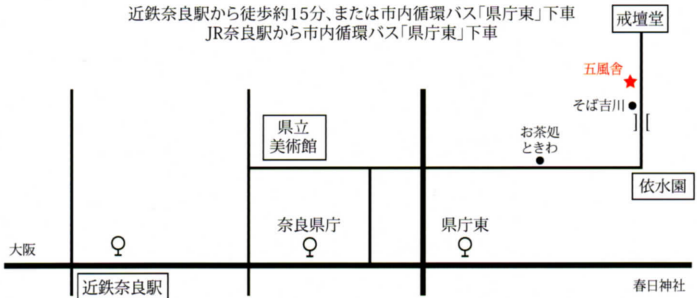 近鉄奈良駅から徒歩約15分、または市内循環バス「県庁東」下車
JR奈良駅から市内循環バス「県庁東」下車
戒壇堂
五風舎
そば吉川
県立
美術館
お茶処
ときわ
依水園
奈良県庁
県庁東
大阪
近鉄奈良駅
春日神社